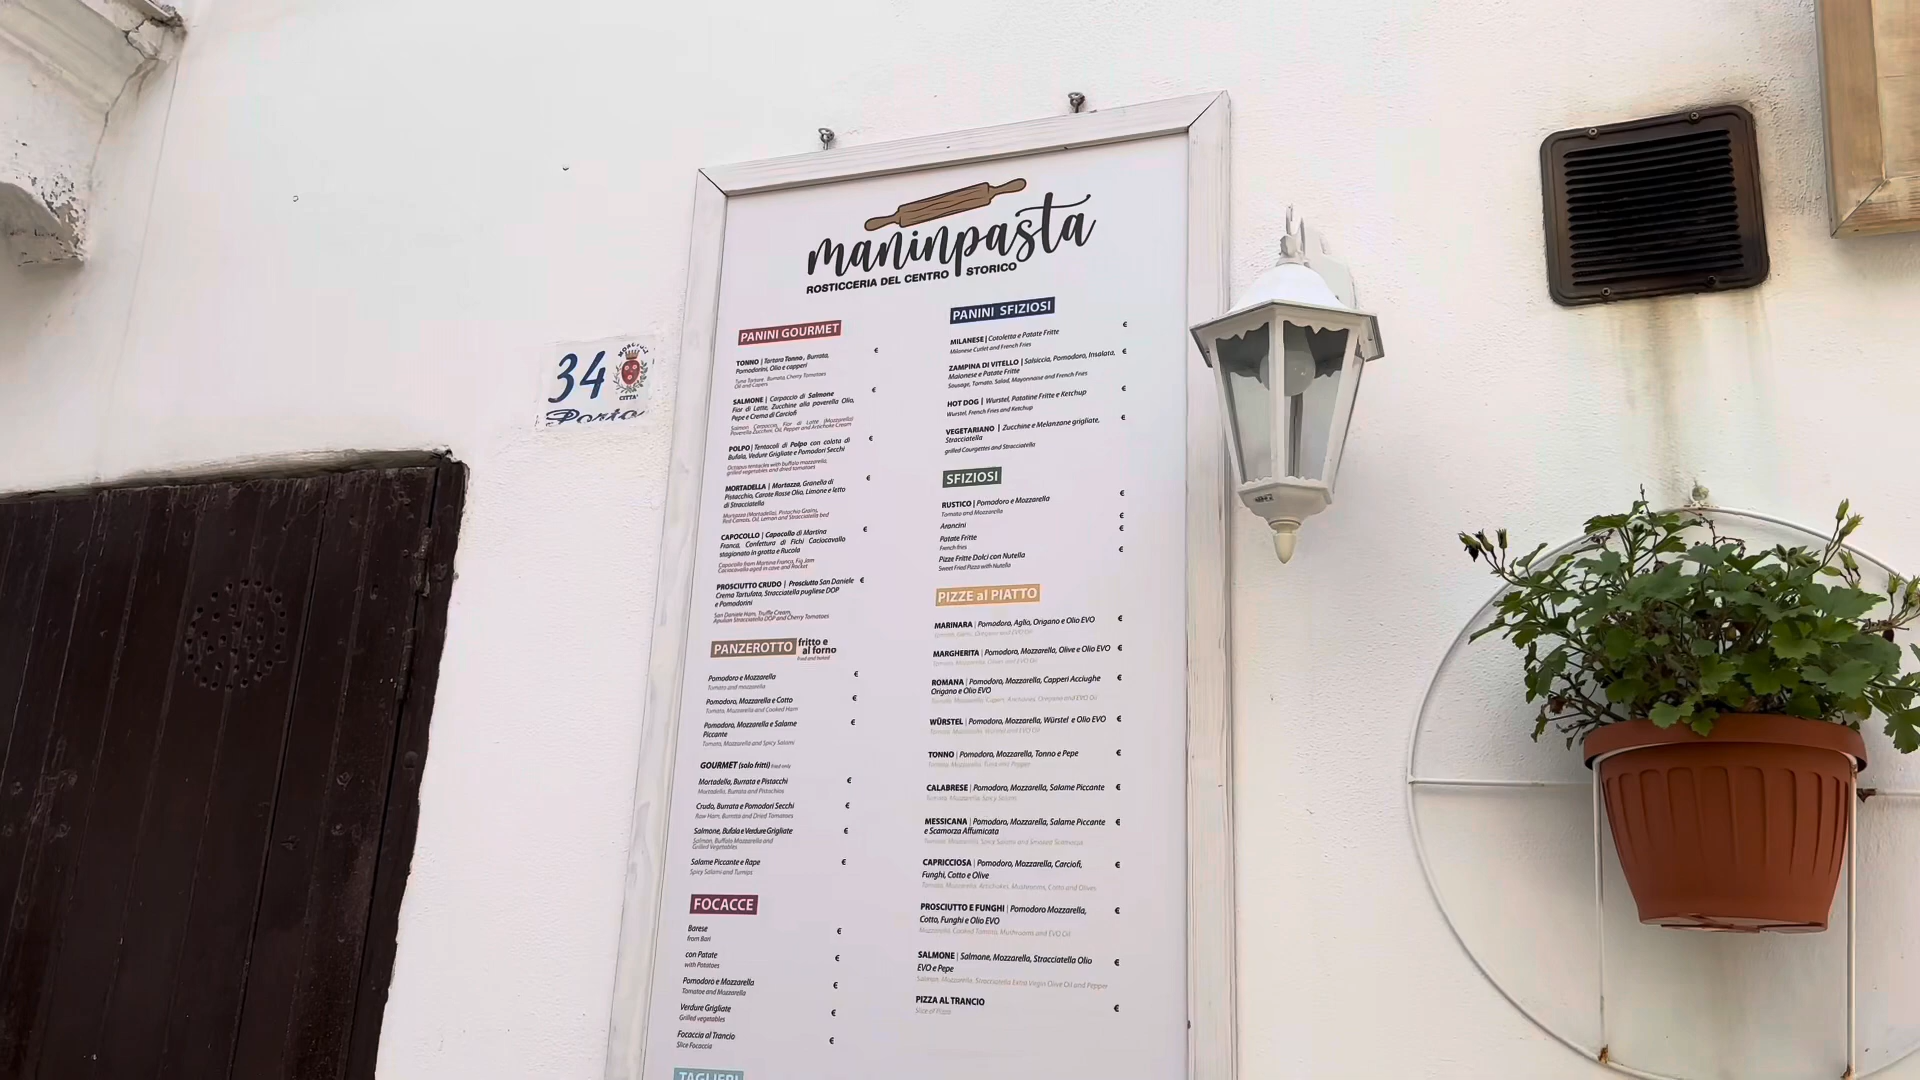 maninpasta
ROSTICCERIA DEL CENTRO STORICO
34
MONOPOLI
CITTA'
Porto
PANINI GOURMET
€
TONNO | Tartara Tonno, Burrata,
Pomodorini, Olio e capperi
Tuna Tartare, Burrata, Cherry Tomatoes
Oil and Capers
€
SALMONE | Carpaccio di Salmone
Fior di Latte, Zucchine alla poverella Olio,
Pepe e Crema di Carciofi
Salmon Carpaccio, Fior di Latte (Mozzarella)
Poverella Zucchini, Oil, Pepper and Artichoke Cream
€
POLPO | Tentacoli di Polpo con colata di
Bufala, Vedure Grigliate e Pomodori Secchi
Octopus tentacles with buffalo mozzarella,
grilled vegetables and dried tomatoes
€
MORTADELLA | Mortazza, Granella di
Pistacchio, Carote Rosse Olio, Limone e letto
di Stracciatella
Mortazza (Mortadella), Pistachio Grains,
Red Carrots, Oil, Lemon and Stracciatella bed
€
CAPOCOLLO | Capocollo di Martina
Franca, Confettura di Fichi Caciocavallo
stagionato in grotta e Rucola
Capocollo from Martina Franca, Fig Jam
Caciocavallo aged in cave and Rocket
€
PROSCIUTTO CRUDO | Prosciutto San Daniele
Crema Tartufata, Stracciatella pugliese DOP
e Pomodorini
San Daniele Ham, Truffle Cream,
Apulian Stracciatella DOP and Cherry Tomatoes
PANZEROTTO fritto e
al forno
Fried and baked
Pomodoro e Mozzarella €
Tomato and mozzarella
Pomodoro, Mozzarella e Cotto €
Tomato, Mozzarella and Cooked Ham
Pomodoro, Mozzarella e Salame €
Piccante
Tomato, Mozzarella and Spicy Salami
GOURMET (solo fritti) fried only
Mortadella, Burrata e Pistacchi €
Mortadella, Burrata and Pistachios
Crudo, Burrata e Pomodori Secchi €
Raw Ham, Burrata and Dried Tomatoes
Salmone, Bufala e Verdure Grigliate €
Salmon, Buffalo Mozzarella and
Grilled Vegetables
Salame Piccante e Rape €
Spicy Salami and Turnips
FOCACCE
Barese €
from Bari
con Patate €
with Potatoes
Pomodoro e Mozzarella €
Tomatoe and Mozzarella
Verdure Grigliate €
Grilled vegetables
Focaccia al Trancio €
Slice Focaccia
TAGLIERI
PANINI SFIZIOSI
€
MILANESE | Cotoletta e Patate Fritte
Milanese Cutlet and French Fries
ZAMPINA DI VITELLO | Salsiccia, Pomodoro, Insalata, €
Maionese e Patate Fritte
Sausage, Tomato, Salad, Mayonnaise and French Fries
HOT DOG | Wurstel, Patatine Fritte e Ketchup €
Wurstel, French Fries and Ketchup
VEGETARIANO | Zucchine e Melanzane grigliate, €
Stracciatella
grilled Courgettes and Stracciatella
SFIZIOSI
RUSTICO | Pomodoro e Mozzarella €
Tomato and Mozzarella
Arancini €
Patate Fritte €
French fries
Pizze Fritte Dolci con Nutella €
Sweet Fried Pizza with Nutella
PIZZE al PIATTO
MARINARA | Pomodoro, Aglio, Origano e Olio EVO €
Tomato, Garlic, Oregano and EVO Oil
MARGHERITA | Pomodoro, Mozzarella, Olive e Olio EVO €
Tomato, Mozzarella, Olives and EVO Oil
ROMANA | Pomodoro, Mozzarella, Capperi Acciughe €
Origano e Olio EVO
Tomato, Mozzarella, Capers, Anchovies, Oregano and EVO Oil
WÜRSTEL | Pomodoro, Mozzarella, Würstel e Olio EVO €
Tomato, Mozzarella, Würstel and EVO Oil
TONNO | Pomodoro, Mozzarella, Tonno e Pepe €
Tomato, Mozzarella, Tuna and Pepper
CALABRESE | Pomodoro, Mozzarella, Salame Piccante €
Tomato, Mozzarella, Spicy Salami
MESSICANA | Pomodoro, Mozzarella, Salame Piccante €
e Scamorza Affumicata
Tomato, Mozzarella, Spicy Salami and Smoked Scamorza
CAPRICCIOSA | Pomodoro, Mozzarella, Carciofi, €
Funghi, Cotto e Olive
Tomato, Mozzarella, Artichokes, Mushrooms, Cotto and Olives
PROSCIUTTO E FUNGHI | Pomodoro Mozzarella, €
Cotto, Funghi e Olio EVO
Mozzarella, Cooked Tomato, Mushrooms and EVO Oil
SALMONE | Salmone, Mozzarella, Stracciatella Olio €
EVO e Pepe
Salmon, Mozzarella, Stracciatella Extra Virgin Olive Oil and Pepper
PIZZA AL TRANCIO €
Slice of Pizza